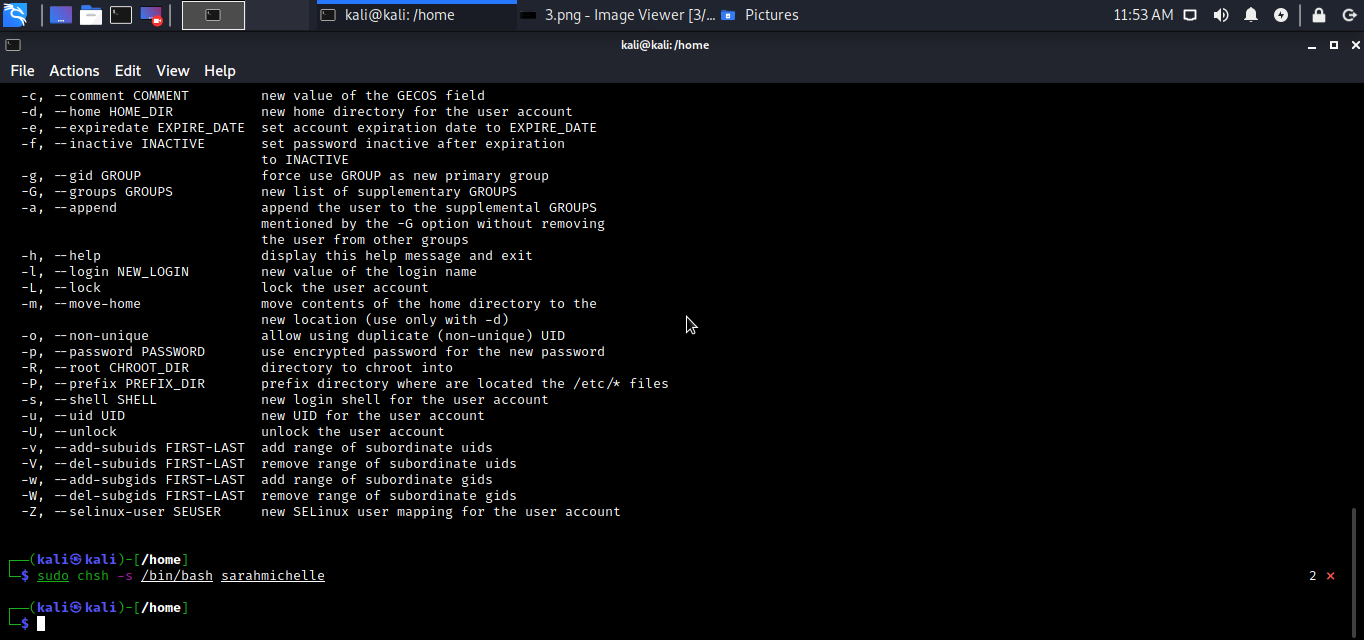 kali@kali: /home
3.png - Image Viewer [3/...
Pictures
11:53 AM
kali@kali: /home
File Actions Edit View Help
-c, --comment COMMENT new value of the GECOS field
-d, --home HOME_DIR new home directory for the user account
-e, --expiredate EXPIRE_DATE set account expiration date to EXPIRE_DATE
-f, --inactive INACTIVE set password inactive after expiration
to INACTIVE
-g, --gid GROUP force use GROUP as new primary group
-G, --groups GROUPS new list of supplementary GROUPS
-a, --append append the user to the supplemental GROUPS
mentioned by the -G option without removing
the user from other groups
-h, --help display this help message and exit
-l, --login NEW_LOGIN new value of the login name
-L, --lock lock the user account
-m, --move-home move contents of the home directory to the
new location (use only with -d)
-o, --non-unique allow using duplicate (non-unique) UID
-p, --password PASSWORD use encrypted password for the new password
-R, --root CHROOT_DIR directory to chroot into
-P, --prefix PREFIX_DIR prefix directory where are located the /etc/* files
-s, --shell SHELL new login shell for the user account
-u, --uid UID new UID for the user account
-U, --unlock unlock the user account
-v, --add-subuids FIRST-LAST add range of subordinate uids
-V, --del-subuids FIRST-LAST remove range of subordinate uids
-w, --add-subgids FIRST-LAST add range of subordinate gids
-W, --del-subgids FIRST-LAST remove range of subordinate gids
-Z, --selinux-user SEUSER new SELinux user mapping for the user account
┌──(kali㉿kali)-[/home]
└─$ sudo chsh -s /bin/bash sarahmichelle 2 ⨯
┌──(kali㉿kali)-[/home]
└─$